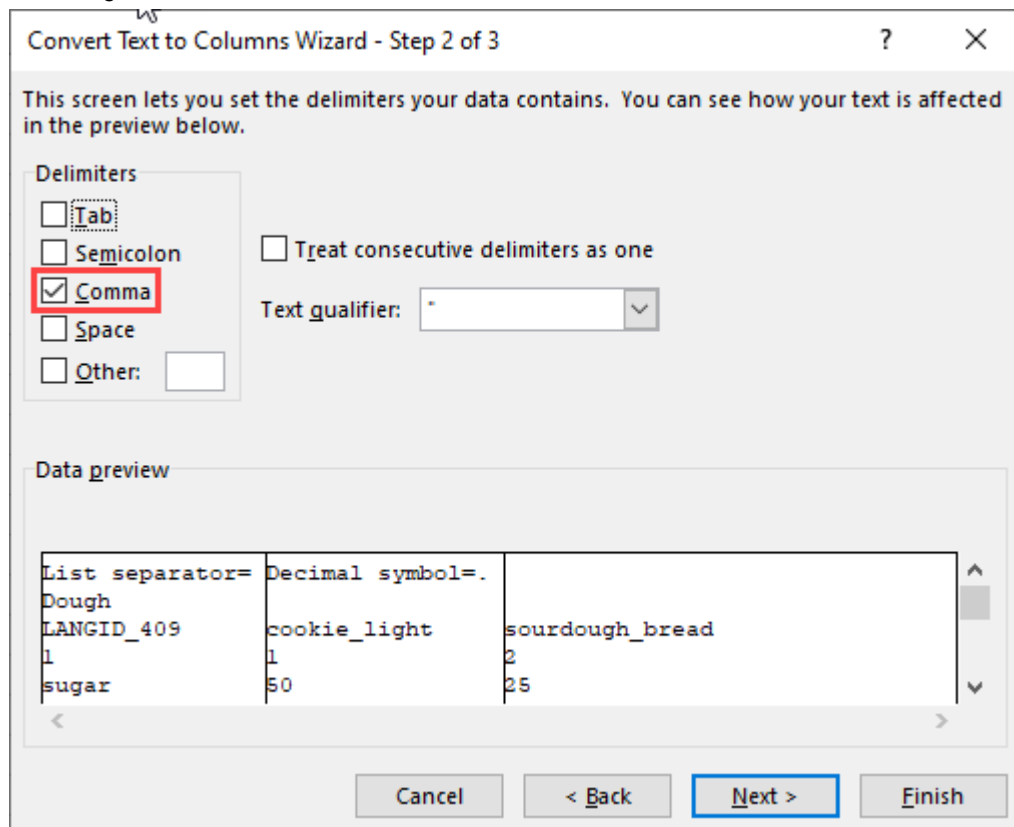 Convert Text to Columns Wizard - Step 2 of 3 ?
This screen lets you set the delimiters your data contains. You can see how your text is affected
in the preview below.
Delimiters
Tab
Semicolon
Comma
Space
Other:
Treat consecutive delimiters as one
Text qualifier: "
Data preview
List separator= Decimal symbol=.
Dough
LANGID_409 cookie_light sourdough_bread
1 1 2
sugar 50 25
Cancel < Back Next > Finish